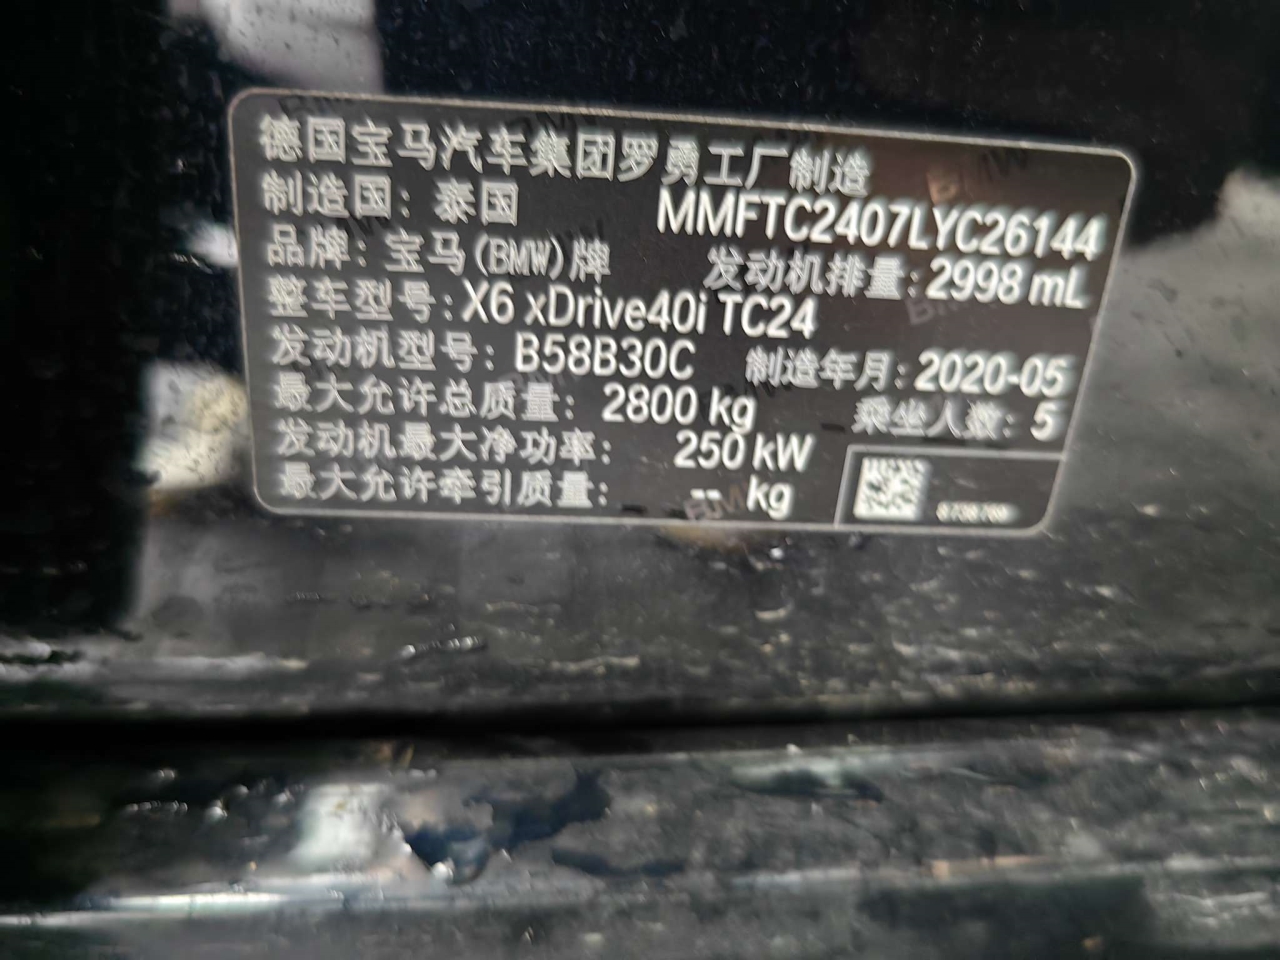 德国宝马汽车集团罗勇工厂制造
制造国：泰国 MMFTC2407LYC26144
品牌：宝马(BMW)牌 发动机排量：2998 mL
整车型号：X6 xDrive40i TC24
发动机型号：B58B30C 制造年月：2020-05
最大允许总质量：2800 kg 乘坐人数：5
发动机最大净功率：250 kW
最大允许牵引质量：-- kg